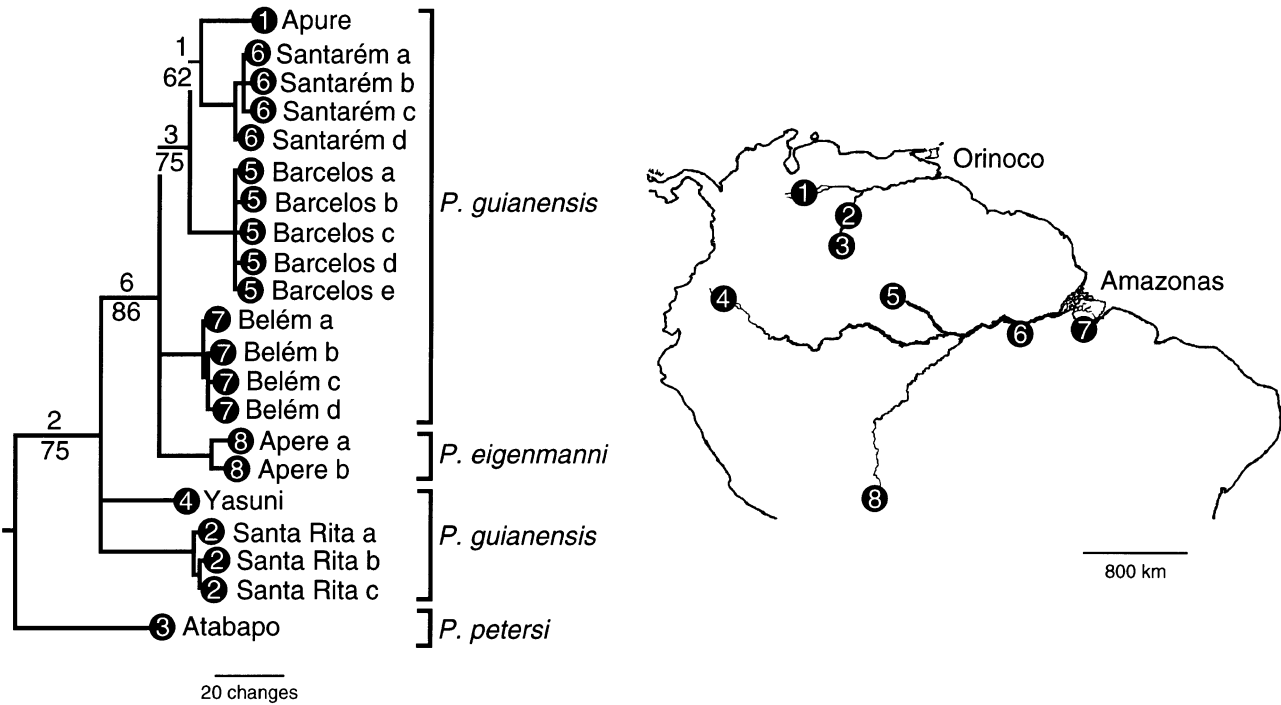 1 Apure
1
6 Santarém a
62
6 Santarém b
6 Santarém c
3
6 Santarém d
75
5 Barcelos a
5 Barcelos b
P. guianensis
5 Barcelos c
5 Barcelos d
6
5 Barcelos e
86
7 Belém a
7 Belém b
7 Belém c
7 Belém d
2
75
8 Apere a
P. eigenmanni
8 Apere b
4 Yasuni
2 Santa Rita a
P. guianensis
2 Santa Rita b
2 Santa Rita c
3 Atabapo
P. petersi
20 changes
Orinoco
1
2
3
Amazonas
4
5
6
7
8
800 km